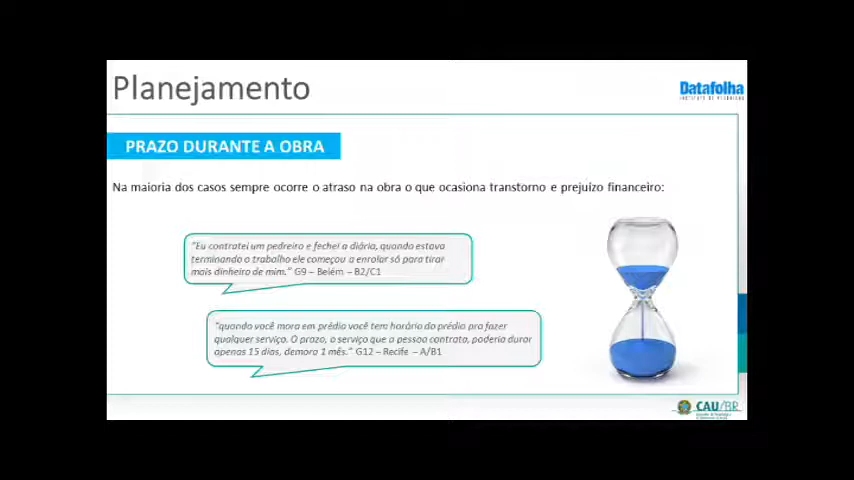 Planejamento
Datafolha
INSTITUTO DE PESQUISAS
PRAZO DURANTE A OBRA
Na maioria dos casos sempre ocorre o atraso na obra o que ocasiona transtorno e prejuízo financeiro:
"Eu contratei um pedreiro e fechei a diária, quando estava
terminando o trabalho ele começou a enrolar só para tirar
mais dinheiro de mim." G9 – Belém – B2/C1
"quando você mora em prédio você tem horário do prédio pra fazer
qualquer serviço. O prazo, o serviço que a pessoa contrata, poderia durar
apenas 15 dias, demora 1 mês." G12 – Recife – A/B1
CAU/BR